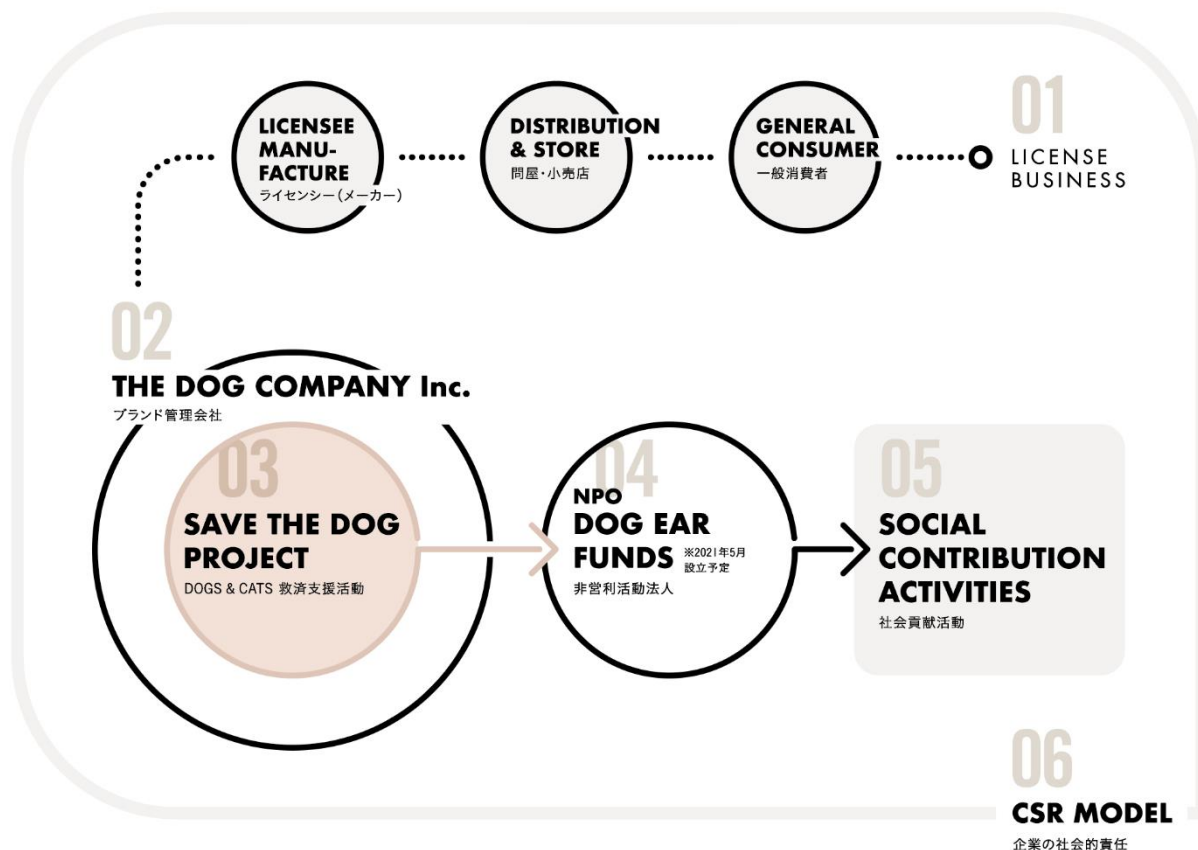 01
LICENSE
BUSINESS
LICENSEE
MANU-
FACTURE
ライセンシー(メーカー)
DISTRIBUTION
& STORE
問屋・小売店
GENERAL
CONSUMER
一般消費者
02
THE DOG COMPANY Inc.
ブランド管理会社
03
SAVE THE DOG
PROJECT
DOGS & CATS 救済支援活動
04
NPO
DOG EAR
FUNDS ※2021年5月
設立予定
非営利活動法人
05
SOCIAL
CONTRIBUTION
ACTIVITIES
社会貢献活動
06
CSR MODEL
企業の社会的責任